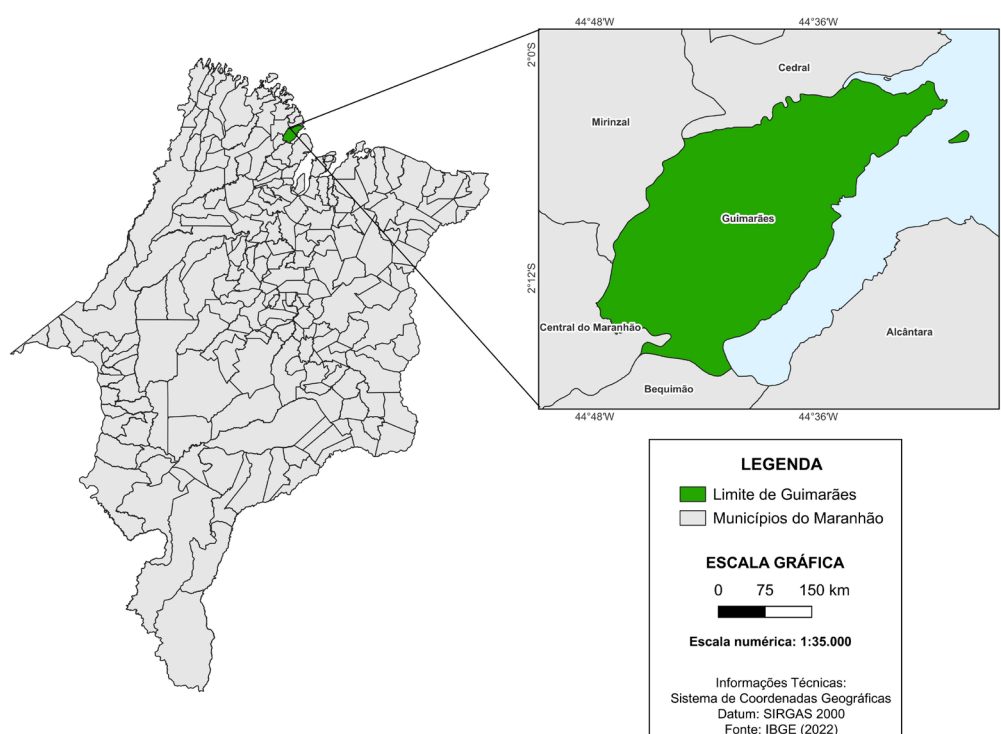 44°48'W
44°36'W
2°0'S
Cedral
Mirinzal
Guimarães
2°12'S
Central do Maranhão
Alcântara
Bequimão
44°48'W
44°36'W
LEGENDA
Limite de Guimarães
Municípios do Maranhão
ESCALA GRÁFICA
0 75 150 km
Escala numérica: 1:35.000
Informações Técnicas:
Sistema de Coordenadas Geográficas
Datum: SIRGAS 2000
Fonte: IBGE (2022)